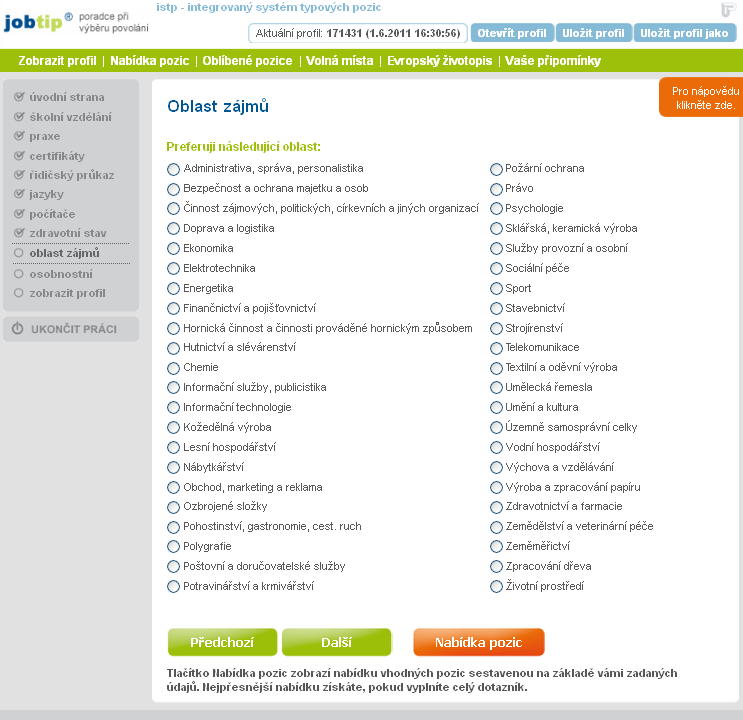 istp - integrovaný systém typových pozic
jobtip® poradce při
výběru povolání
Aktuální profil: 171431 (1.6.2011 16:30:56)
Otevřít profil
Uložit profil
Uložit profil jako
Zobrazit profil | Nabídka pozic | Oblíbené pozice | Volná místa | Evropský životopis | Vaše připomínky
Pro nápovědu
klikněte zde.
úvodní strana
školní vzdělání
praxe
certifikáty
řidičský průkaz
jazyky
počítače
zdravotní stav
oblast zájmů
osobnostní
zobrazit profil
UKONČIT PRÁCI
Oblast zájmů
Preferuji následující oblast:
Administrativa, správa, personalistika
Bezpečnost a ochrana majetku a osob
Činnost zájmových, politických, církevních a jiných organizací
Doprava a logistika
Ekonomika
Elektrotechnika
Energetika
Finančnictví a pojišťovnictví
Hornická činnost a činnosti prováděné hornickým způsobem
Hutnictví a slévárenství
Chemie
Informační služby, publicistika
Informační technologie
Kožedělná výroba
Lesní hospodářství
Nábytkářství
Obchod, marketing a reklama
Ozbrojené složky
Pohostinství, gastronomie, cest. ruch
Polygrafie
Poštovní a doručovatelské služby
Potravinářství a krmivářství
Požární ochrana
Právo
Psychologie
Sklářská, keramická výroba
Služby provozní a osobní
Sociální péče
Sport
Stavebnictví
Strojírenství
Telekomunikace
Textilní a oděvní výroba
Umělecká řemesla
Umění a kultura
Územně samosprávní celky
Vodní hospodářství
Výchova a vzdělávání
Výroba a zpracování papíru
Zdravotnictví a farmacie
Zemědělství a veterinární péče
Zeměměřictví
Zpracování dřeva
Životní prostředí
Předchozí
Další
Nabídka pozic
Tlačítko Nabídka pozic zobrazí nabídku vhodných pozic sestavenou na základě vámi zadaných
údajů. Nejpřesnější nabídku získáte, pokud vyplníte celý dotazník.